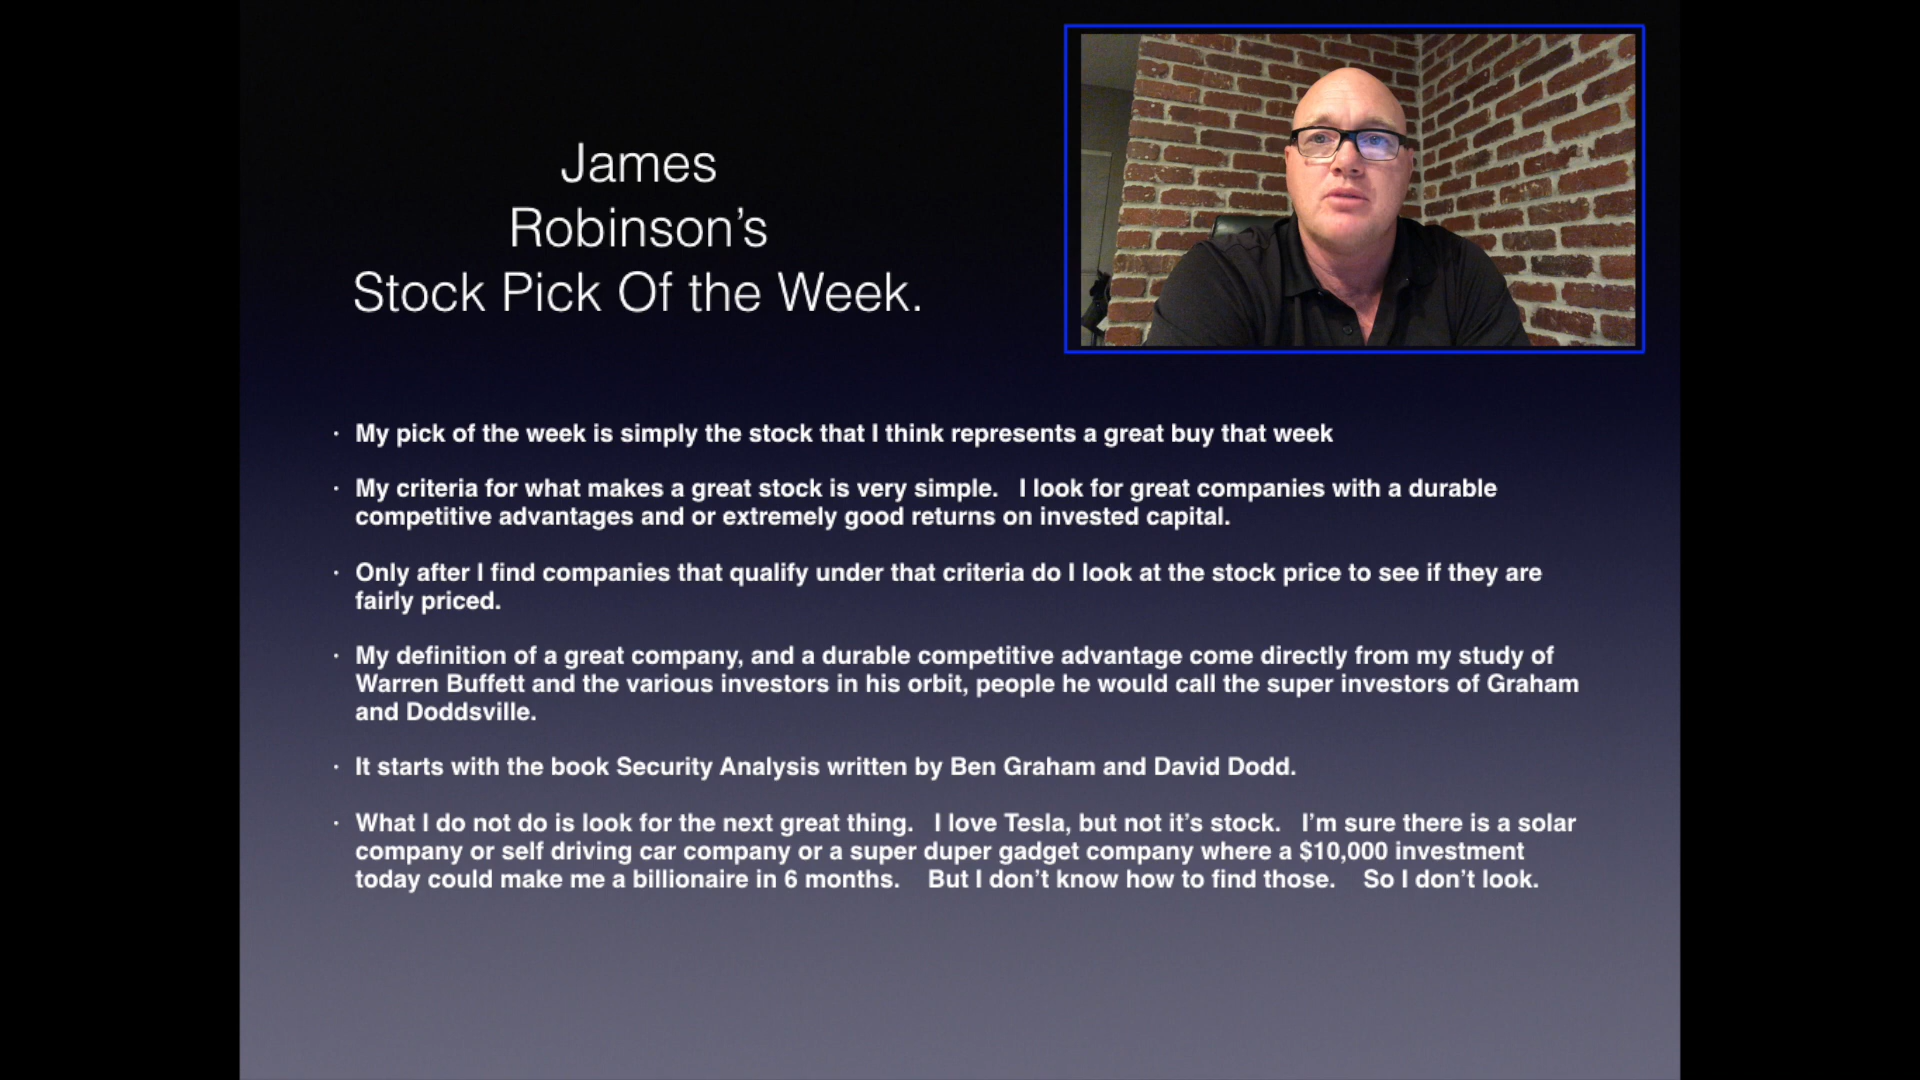 James
Robinson’s
Stock Pick Of the Week.
· My pick of the week is simply the stock that I think represents a great buy that week
· My criteria for what makes a great stock is very simple.   I look for great companies with a durable
competitive advantages and or extremely good returns on invested capital.
· Only after I find companies that qualify under that criteria do I look at the stock price to see if they are
fairly priced.
· My definition of a great company, and a durable competitive advantage come directly from my study of
Warren Buffett and the various investors in his orbit, people he would call the super investors of Graham
and Doddsville.
· It starts with the book Security Analysis written by Ben Graham and David Dodd.
· What I do not do is look for the next great thing.   I love Tesla, but not it’s stock.   I’m sure there is a solar
company or self driving car company or a super duper gadget company where a $10,000 investment
today could make me a billionaire in 6 months.    But I don’t know how to find those.    So I don’t look.